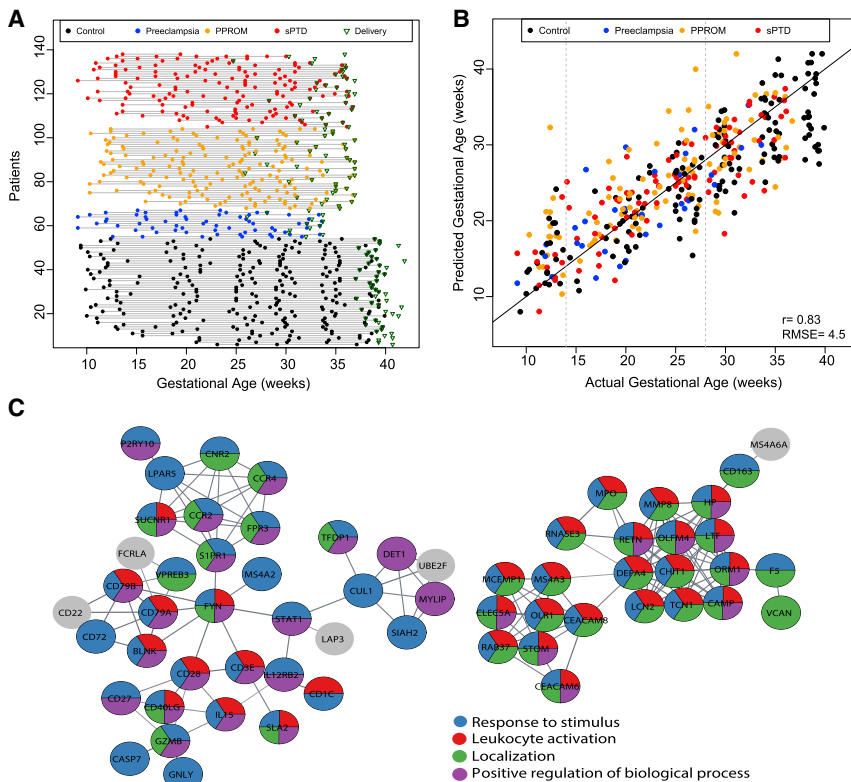 A
Control
Preeclampsia
PPROM
sPTD
Delivery
Patients
140
120
100
80
60
40
20
10
15
20
25
30
35
40
Gestational Age (weeks)
B
Control
Preeclampsia
PPROM
sPTD
Predicted Gestational Age (weeks)
40
30
20
10
r= 0.83
RMSE= 4.5
10
15
20
25
30
35
40
Actual Gestational Age (weeks)
C
P2RY10
CNR2
LPAR5
CCR4
SUCNR1
CCR2
FPR3
FCRLA
S1PR1
VPREB3
MS4A2
CD79B
CD22
CD79A
FYN
CD72
BLNK
STAT1
LAP3
CD28
CD3E
IL12RB2
CD1C
CD27
CD40LG
IL15
SLA2
GZMB
CASP7
GNLY
TFDP1
DET1
UBE2F
CUL1
MYLIP
SIAH2
MS4A6A
CD163
MPO
MMP8
HP
RNASE3
RETN
OLFM4
LTF
MCEMP1
MS4A3
DEFA4
CHIT1
ORM1
F5
CLEC5A
OLR1
CEACAM8
LCN2
TCN1
CAMP
VCAN
RAB37
STOM
CEACAM6
Response to stimulus
Leukocyte activation
Localization
Positive regulation of biological process